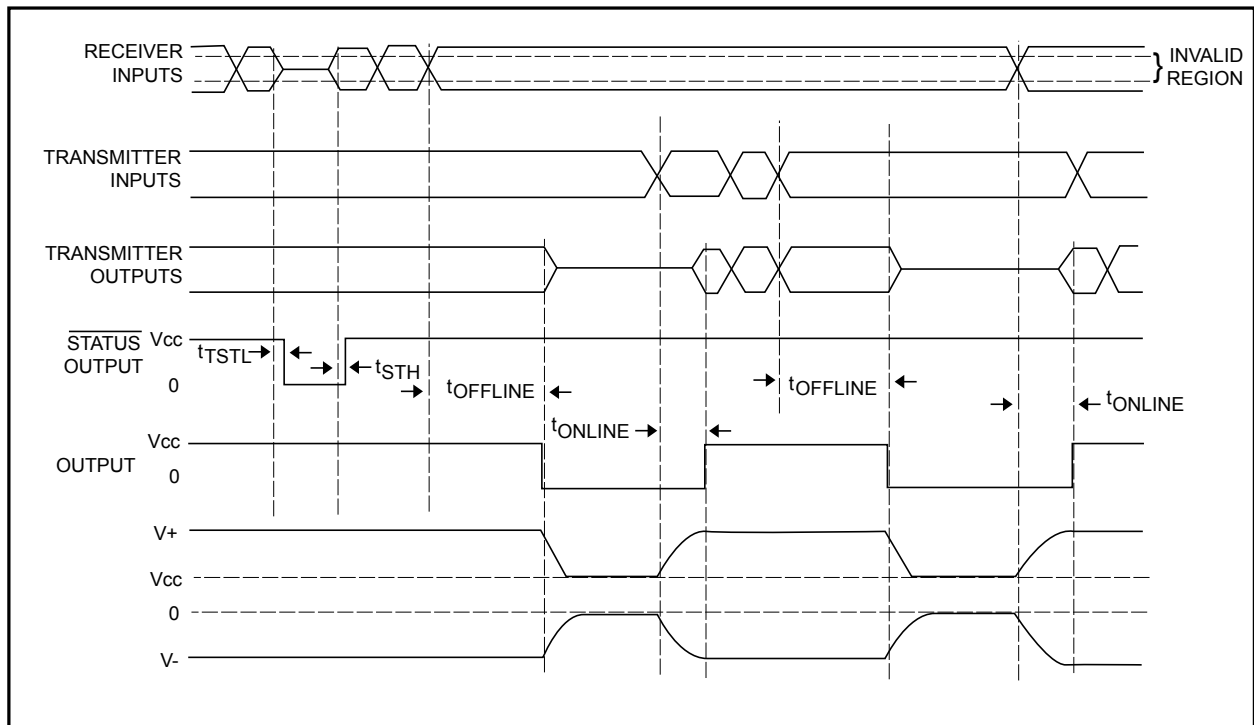 RECEIVER
INPUTS
INVALID
REGION
TRANSMITTER
INPUTS
TRANSMITTER
OUTPUTS
STATUS
OUTPUT
Vcc
0
tTSTL
tSTH
tOFFLINE
tOFFLINE
tONLINE
tONLINE
OUTPUT
Vcc
0
V+
Vcc
0
V-